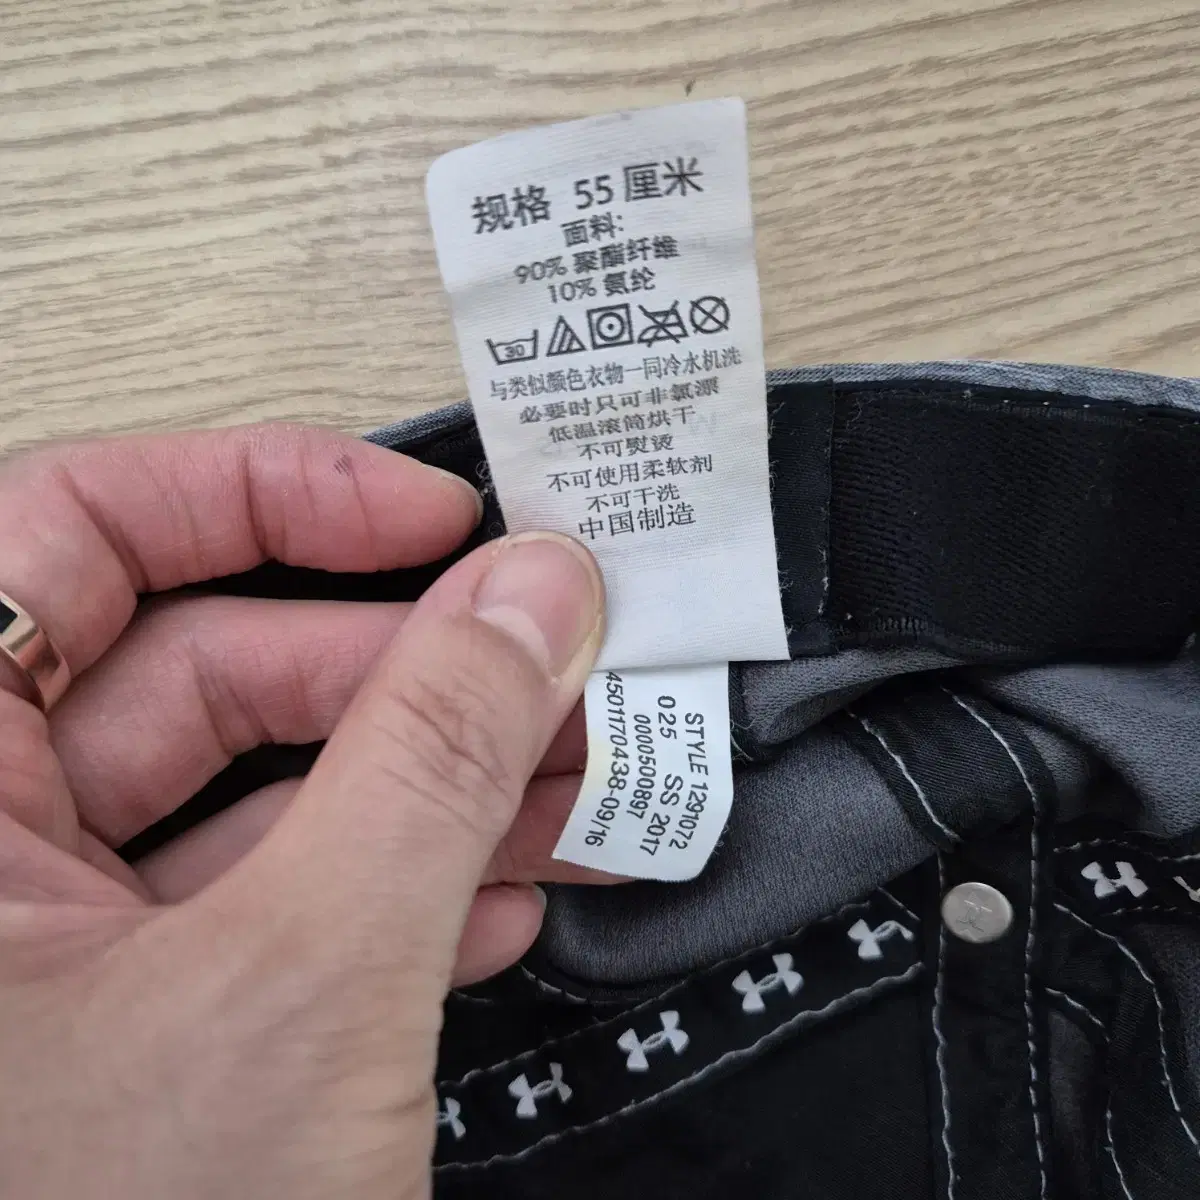 规格 55 厘米
面料:
90% 聚酯纤维
10% 氨纶
30
与类似颜色衣物一同冷水机洗
必要时只可非氯漂
低温滚筒烘干
不可熨烫
不可使用柔软剂
不可干洗
中国制造
STYLE 1291072
025 SS 2017
0000500897
4501170438-09/16